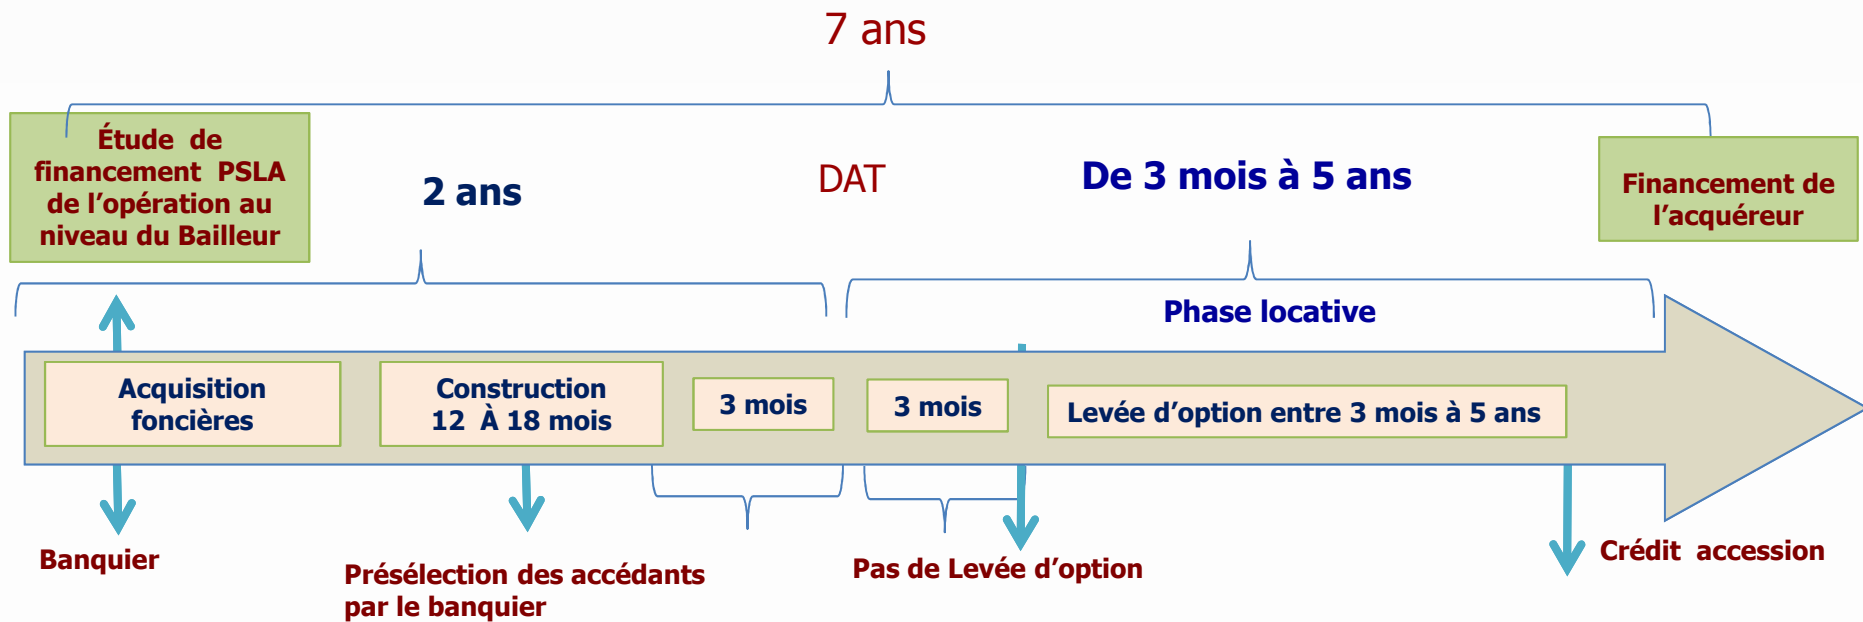 7 ans
Étude de
financement PSLA
de l’opération au
niveau du Bailleur
2 ans
DAT
De 3 mois à 5 ans
Financement de
l’acquéreur
Phase locative
Acquisition
foncières
Construction
12 À 18 mois
3 mois
3 mois
Levée d’option entre 3 mois à 5 ans
Banquier
Présélection des accédants
par le banquier
Pas de Levée d’option
Crédit accession